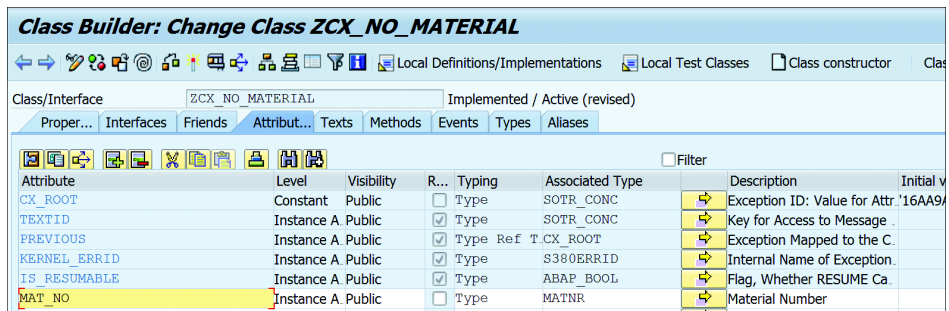 Class Builder: Change Class ZCX_NO_MATERIAL
Local Definitions/Implementations Local Test Classes Class constructor Clas
Class/Interface ZCX_NO_MATERIAL Implemented / Active (revised)
Proper... Interfaces Friends Attribut... Texts Methods Events Types Aliases
Filter
Attribute Level Visibility R... Typing Associated Type Description Initial v
CX_ROOT Constant Public Type SOTR_CONC Exception ID: Value for Attr. '16AA9A
TEXTID Instance A. Public Type SOTR_CONC Key for Access to Message .
PREVIOUS Instance A. Public Type Ref T. CX_ROOT Exception Mapped to the C.
KERNEL_ERRID Instance A. Public Type S380ERRID Internal Name of Exception.
IS_RESUMABLE Instance A. Public Type ABAP_BOOL Flag, Whether RESUME Ca.
MAT_NO Instance A. Public Type MATNR Material Number